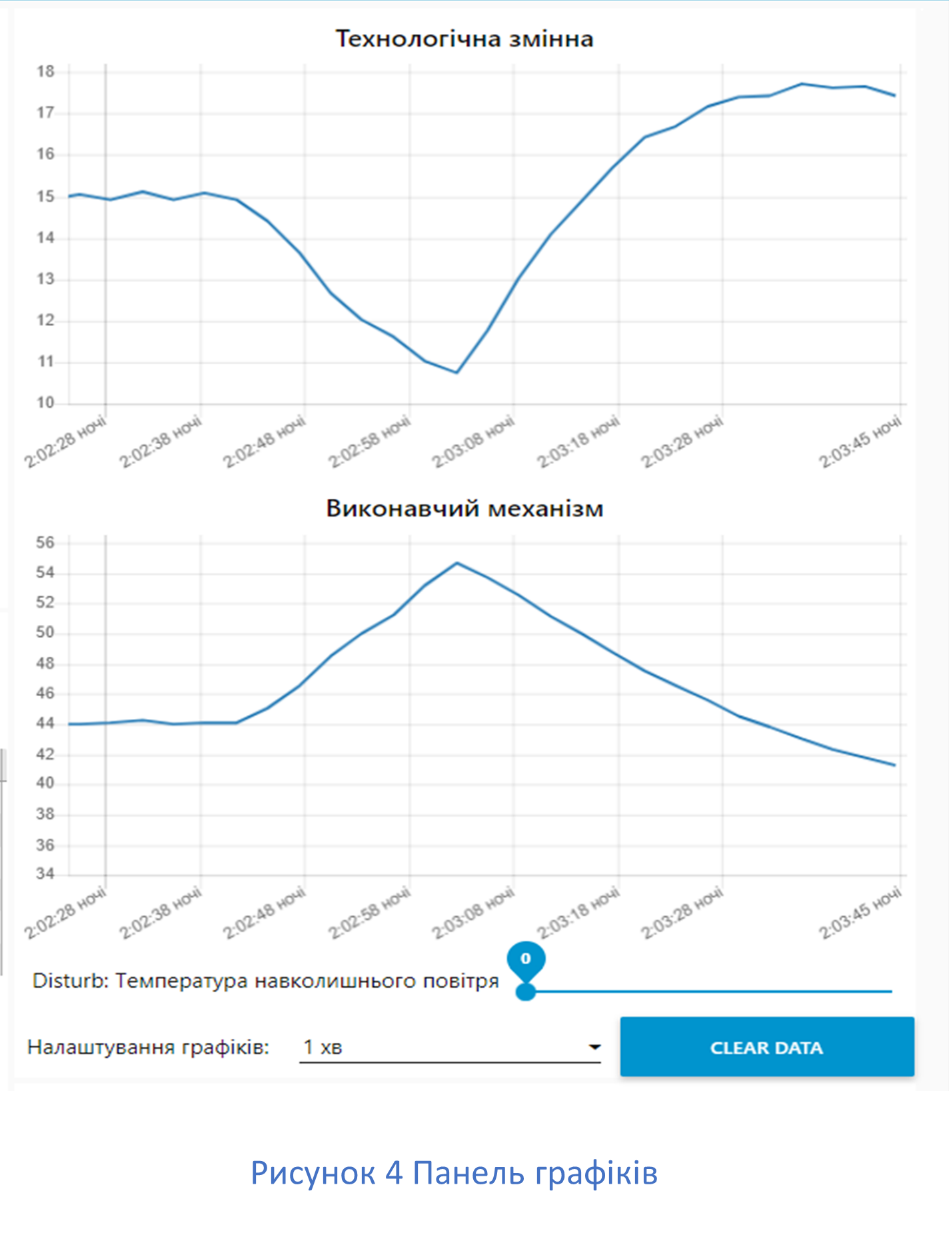 Технологічна змінна
18
17
16
15
14
13
12
11
10
2:02:28 ночі
2:02:38 ночі
2:02:48 ночі
2:02:58 ночі
2:03:08 ночі
2:03:18 ночі
2:03:28 ночі
2:03:45 ночі
Виконавчий механізм
56
54
52
50
48
46
44
42
40
38
36
34
2:02:28 ночі
2:02:38 ночі
2:02:48 ночі
2:02:58 ночі
2:03:08 ночі
2:03:18 ночі
2:03:28 ночі
2:03:45 ночі
0
Disturb: Температура навколишнього повітря
Налаштування графіків: 1 хв CLEAR DATA
Рисунок 4 Панель графіків